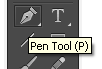 T
Pen Tool (P)